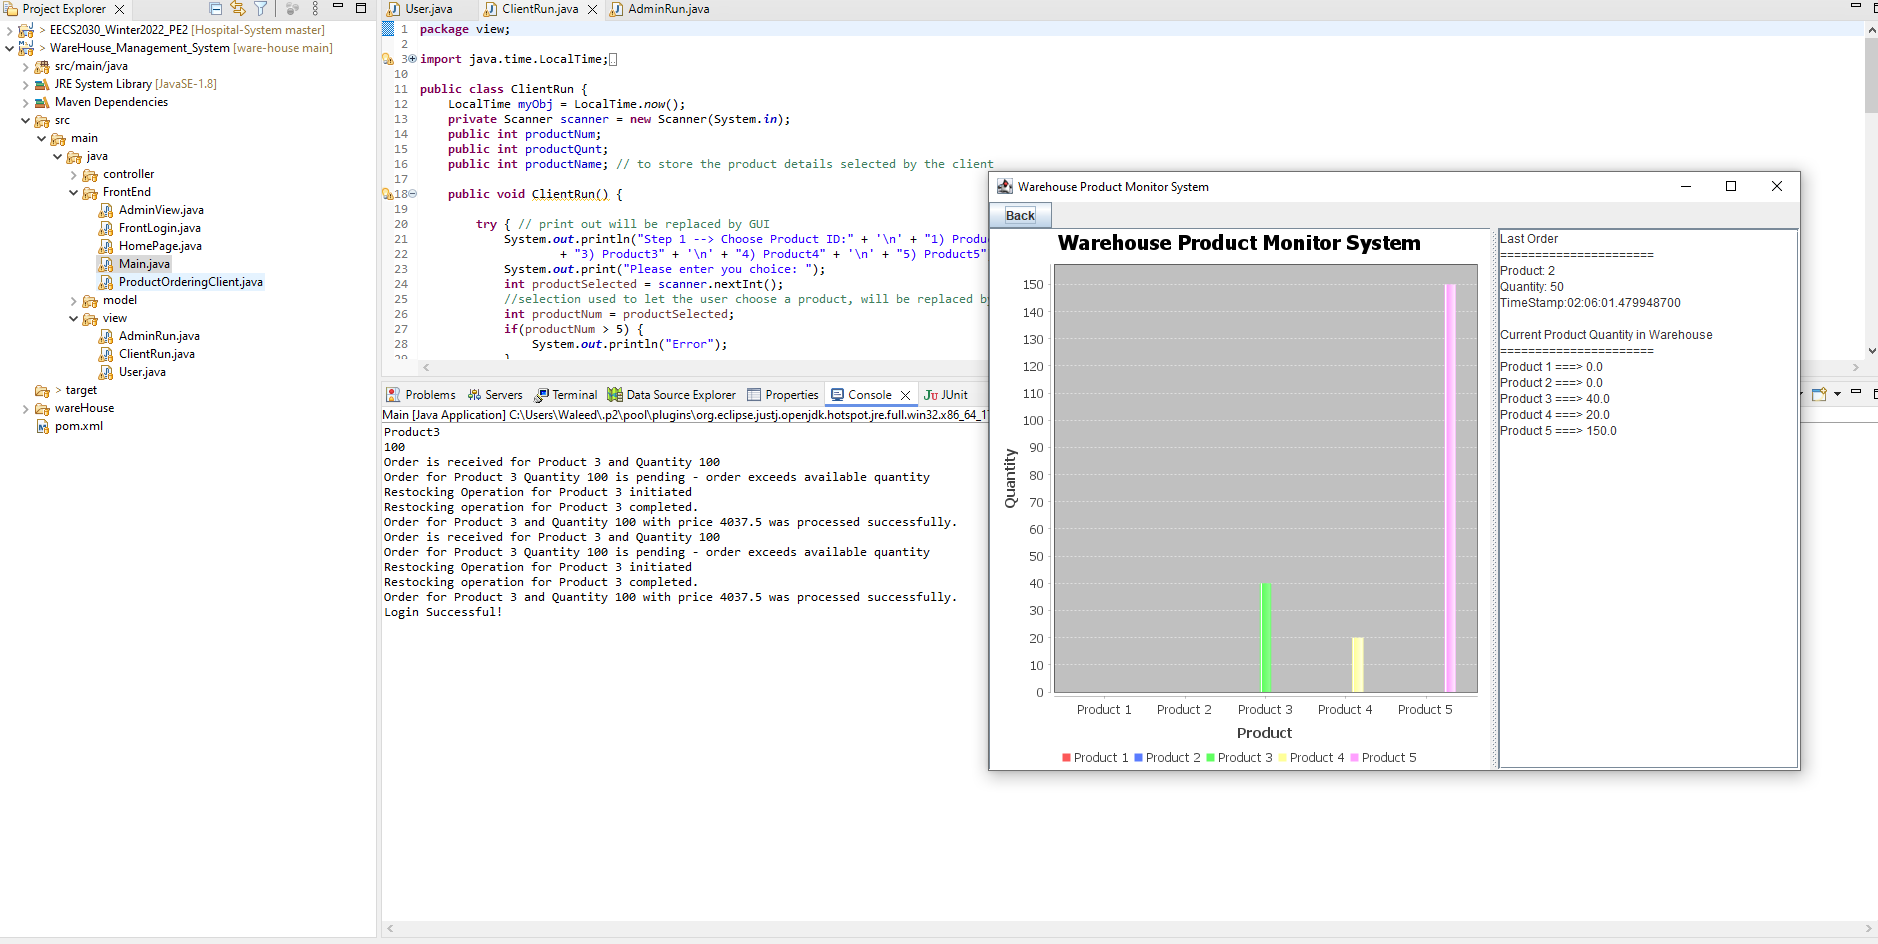 Project Explorer
> EECS2030_Winter2022_PE2 [Hospital-System master]
> WareHouse_Management_System [ware-house main]
src/main/java
JRE System Library [JavaSE-1.8]
Maven Dependencies
src
main
java
controller
FrontEnd
AdminView.java
FrontLogin.java
HomePage.java
Main.java
ProductOrderingClient.java
model
view
AdminRun.java
ClientRun.java
User.java
> target
wareHouse
pom.xml
User.java
ClientRun.java
AdminRun.java
1 package view;
2
3 import java.time.LocalTime;
10
11 public class ClientRun {
12 LocalTime myObj = LocalTime.now();
13 private Scanner scanner = new Scanner(System.in);
14 public int productNum;
15 public int productQunt;
16 public int productName; // to store the product details selected by the client
17
18 public void ClientRun() {
19
20 try { // print out will be replaced by GUI
21 System.out.println("Step 1 --> Choose Product ID:" + '\n' + "1) Produ
22 + "3) Product3" + '\n' + "4) Product4" + '\n' + "5) Product5"
23 System.out.print("Please enter you choice: ");
24 int productSelected = scanner.nextInt();
25 //selection used to let the user choose a product, will be replaced by
26 int productNum = productSelected;
27 if(productNum > 5) {
28 System.out.println("Error");
29 }
Problems
Servers
Terminal
Data Source Explorer
Properties
Console
JUnit
Main [Java Application] C:\Users\Waleed\.p2\pool\plugins\org.eclipse.justj.openjdk.hotspot.jre.full.win32.x86_64_17
Product3
100
Order is received for Product 3 and Quantity 100
Order for Product 3 Quantity 100 is pending - order exceeds available quantity
Restocking Operation for Product 3 initiated
Restocking operation for Product 3 completed.
Order for Product 3 and Quantity 100 with price 4037.5 was processed successfully.
Order is received for Product 3 and Quantity 100
Order for Product 3 Quantity 100 is pending - order exceeds available quantity
Restocking Operation for Product 3 initiated
Restocking operation for Product 3 completed.
Order for Product 3 and Quantity 100 with price 4037.5 was processed successfully.
Login Successful!
Warehouse Product Monitor System
Back
Warehouse Product Monitor System
150
140
130
120
110
100
90
80
70
60
50
40
30
20
10
0
Quantity
Product 1 Product 2 Product 3 Product 4 Product 5
Product
Product 1 Product 2 Product 3 Product 4 Product 5
Last Order
======================
Product: 2
Quantity: 50
TimeStamp:02:06:01.479948700
Current Product Quantity in Warehouse
======================
Product 1 ===> 0.0
Product 2 ===> 0.0
Product 3 ===> 40.0
Product 4 ===> 20.0
Product 5 ===> 150.0